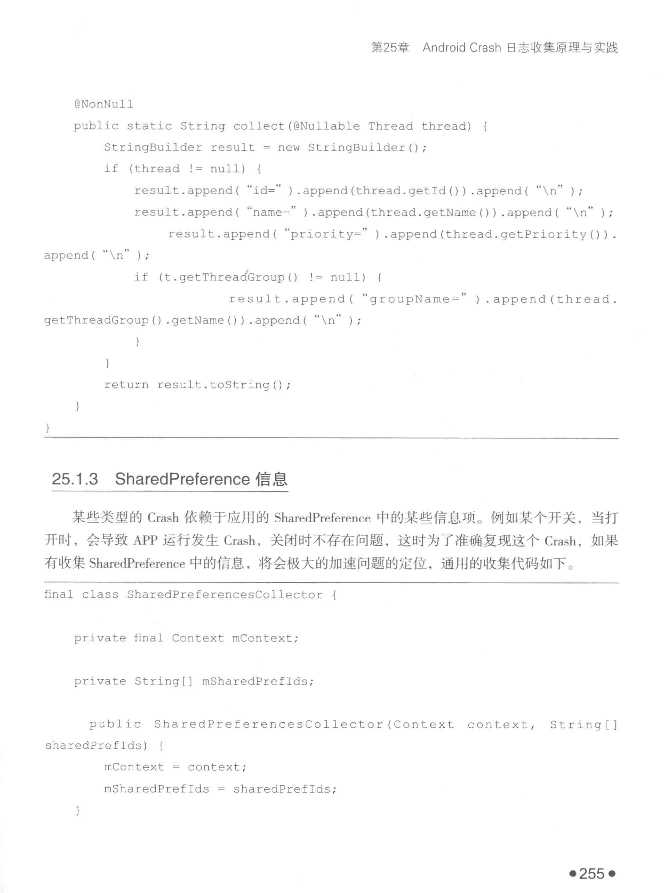 第25章 Android Crash 日志收集原理与实践
@NonNull
public static String collect(@Nullable Thread thread) {
StringBuilder result = new StringBuilder();
if (thread != null) {
result.append( “id=” ).append(thread.getId()).append( “\n” );
result.append( “name=” ).append(thread.getName()).append( “\n” );
result.append( “priority=” ).append(thread.getPriority()).
append( “\n” );
if (t.getThreadGroup() != null) {
result.append( “groupName=” ).append(thread.
getThreadGroup().getName()).append( “\n” );
}
}
return result.toString();
}
}
25.1.3 SharedPreference 信息
某些类型的 Crash 依赖于应用的 SharedPreference 中的某些信息项。例如某个开关，当打
开时，会导致 APP 运行发生 Crash，关闭时不存在问题，这时为了准确复现这个 Crash，如果
有收集 SharedPreference 中的信息，将会极大的加速问题的定位，通用的收集代码如下。
final class SharedPreferencesCollector {
private final Context mContext;
private String[] mSharedPrefIds;
public SharedPreferencesCollector(Context context, String[]
sharedPrefIds) {
mContext = context;
mSharedPrefIds = sharedPrefIds;
}
●255●